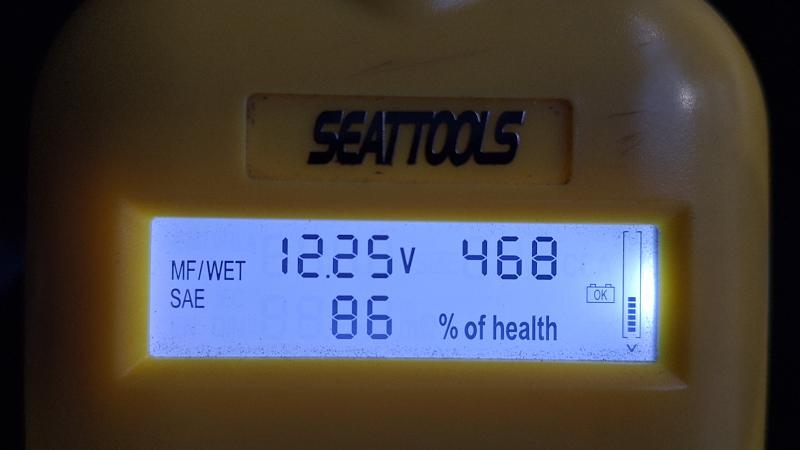 SEATTOOLS
MF/WET 12.25V 468
SAE
OK
86 % of health